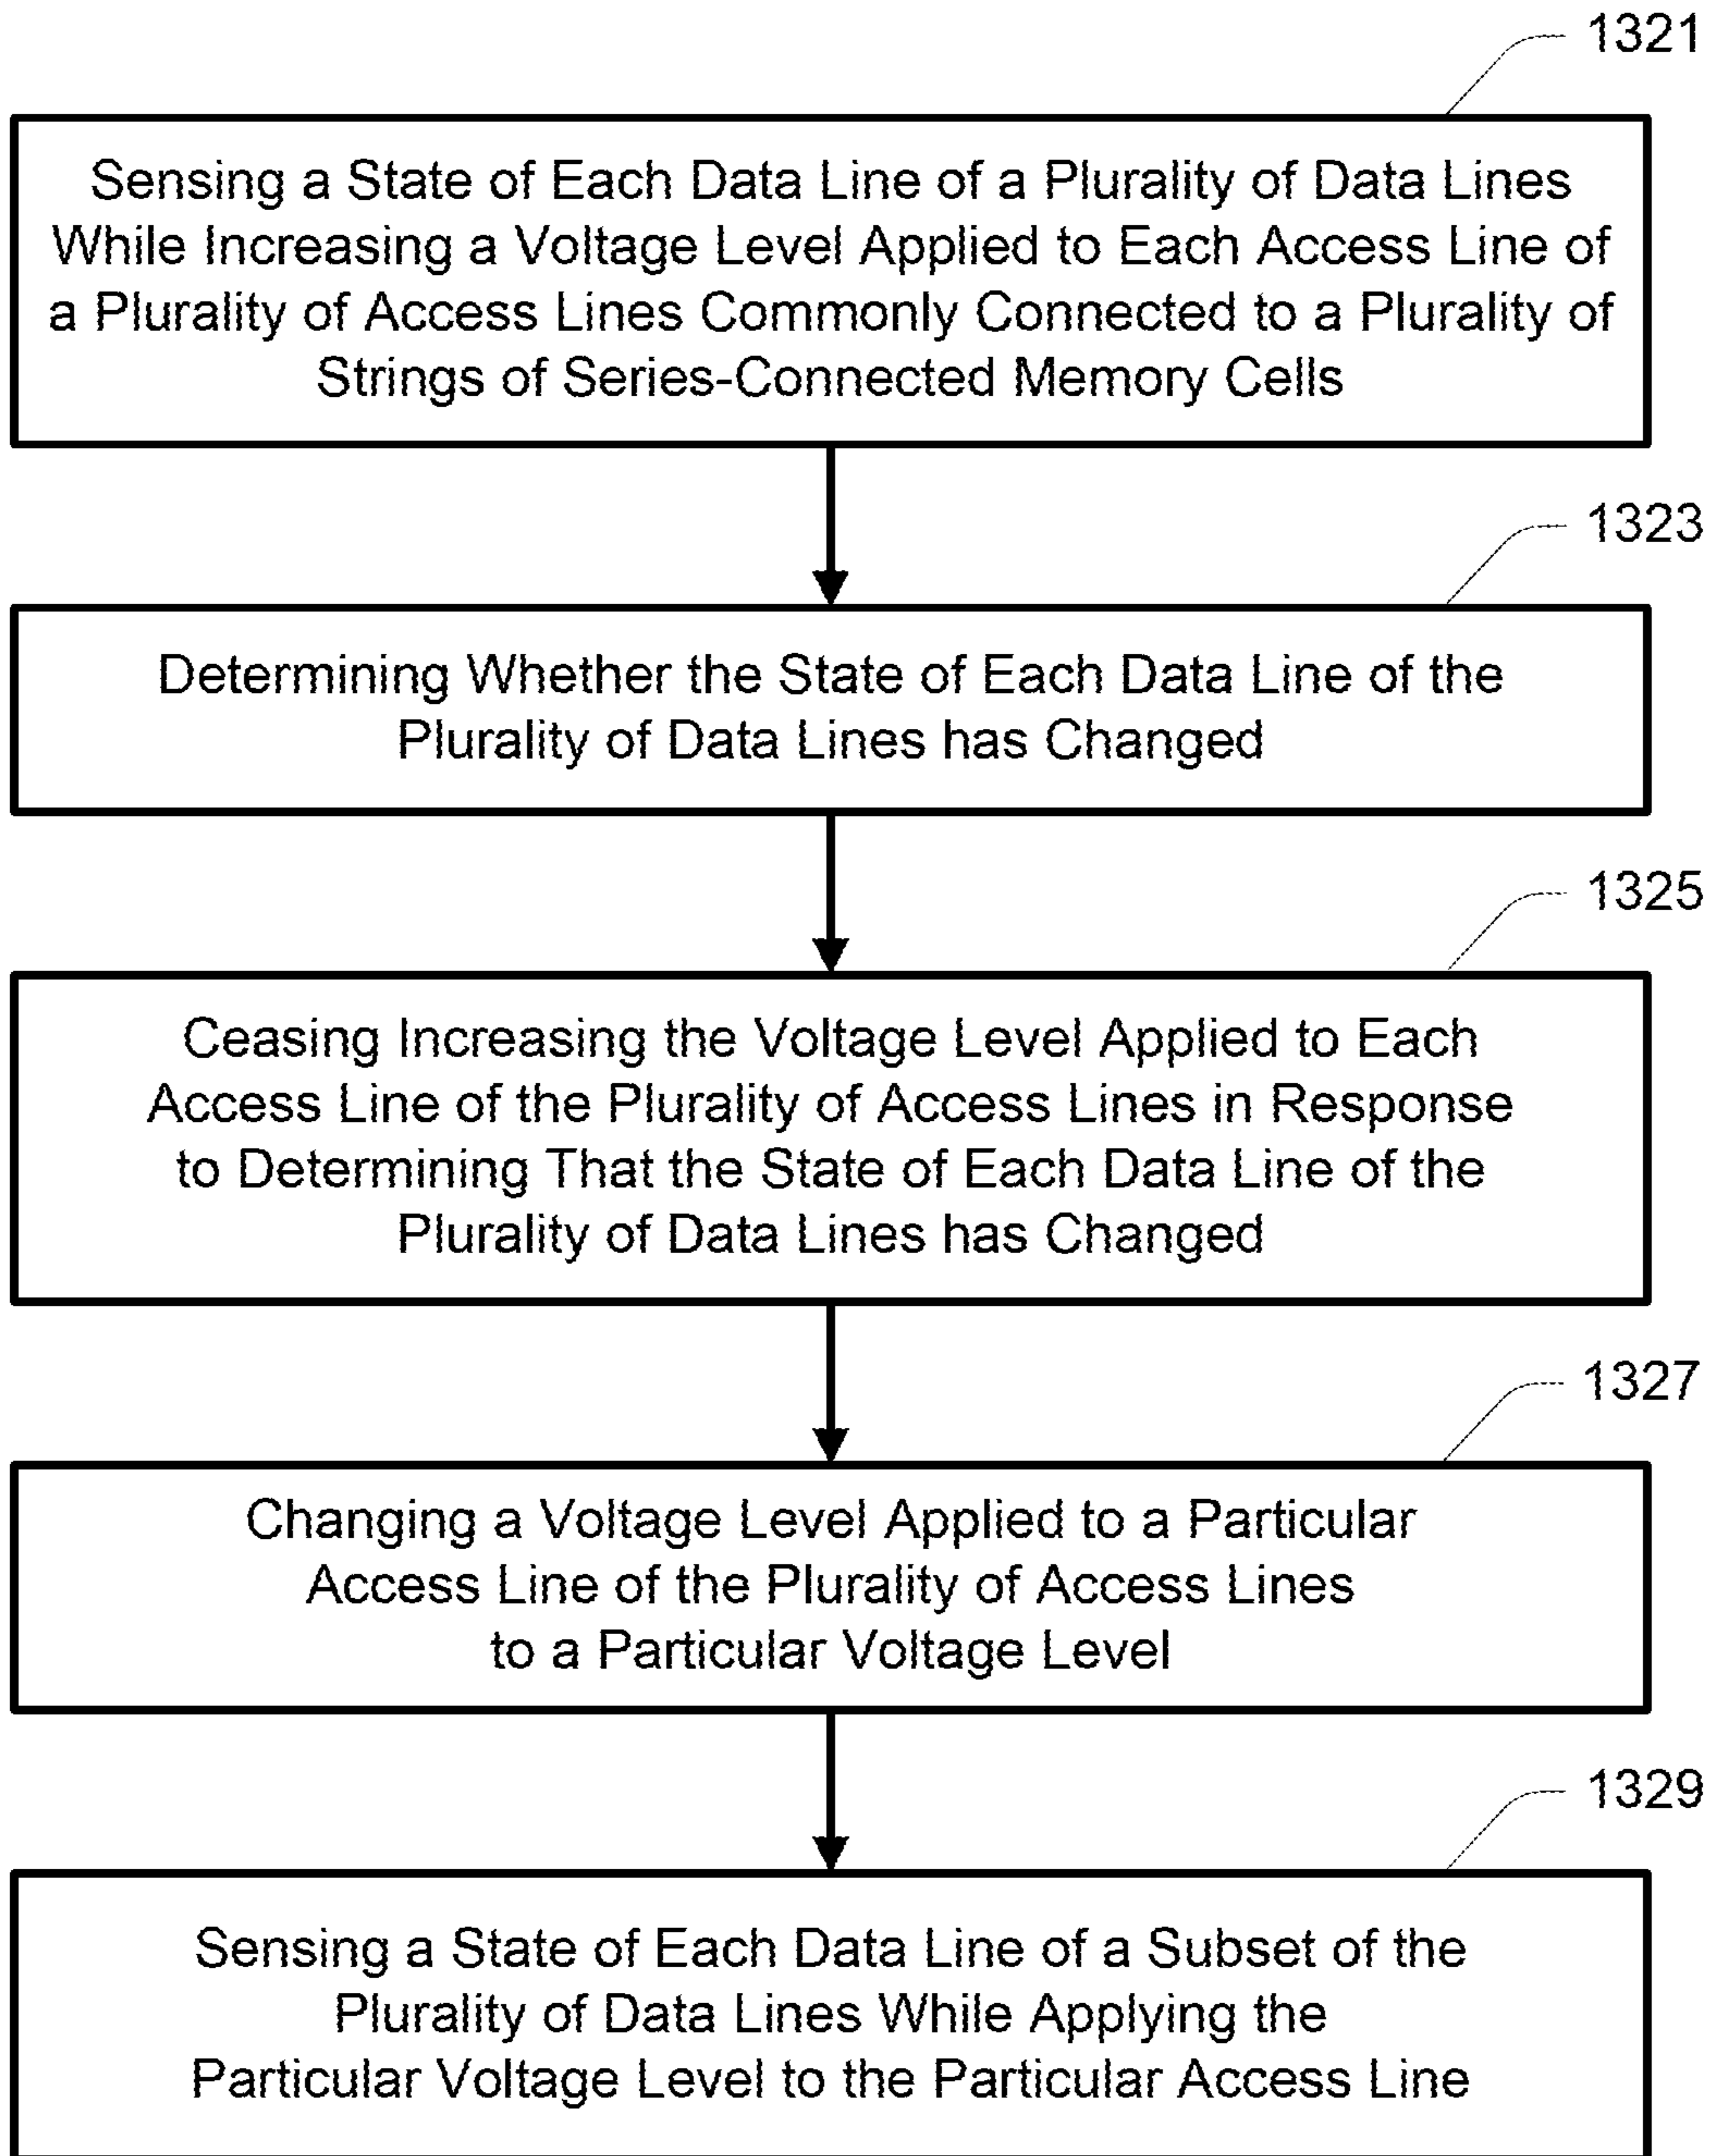 1321
Sensing a State of Each Data Line of a Plurality of Data Lines
While Increasing a Voltage Level Applied to Each Access Line of
a Plurality of Access Lines Commonly Connected to a Plurality of
Strings of Series-Connected Memory Cells
1323
Determining Whether the State of Each Data Line of the
Plurality of Data Lines has Changed
1325
Ceasing Increasing the Voltage Level Applied to Each
Access Line of the Plurality of Access Lines in Response
to Determining That the State of Each Data Line of the
Plurality of Data Lines has Changed
1327
Changing a Voltage Level Applied to a Particular
Access Line of the Plurality of Access Lines
to a Particular Voltage Level
1329
Sensing a State of Each Data Line of a Subset of the
Plurality of Data Lines While Applying the
Particular Voltage Level to the Particular Access Line